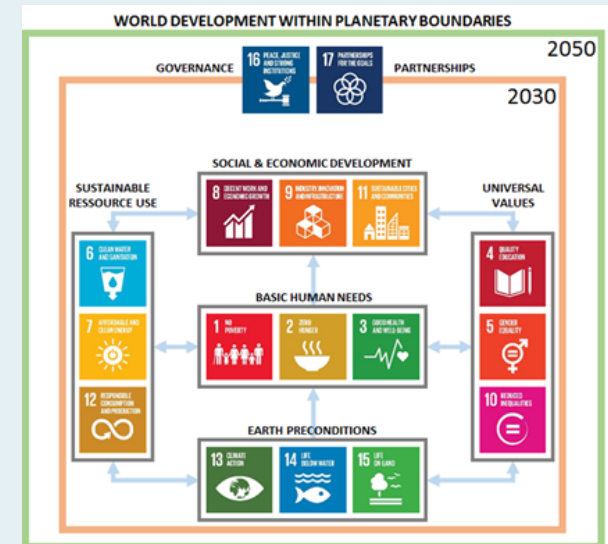 WORLD DEVELOPMENT WITHIN PLANETARY BOUNDARIES
2050
GOVERNANCE
16 PEACE, JUSTICE
AND STRONG
INSTITUTIONS
17 PARTNERSHIPS
FOR THE GOALS
PARTNERSHIPS
2030
SOCIAL & ECONOMIC DEVELOPMENT
8 DECENT WORK AND
ECONOMIC GROWTH
9 INDUSTRY, INNOVATION
AND INFRASTRUCTURE
11 SUSTAINABLE CITIES
AND COMMUNITIES
SUSTAINABLE
RESSOURCE USE
6 CLEAN WATER
AND SANITATION
7 AFFORDABLE AND
CLEAN ENERGY
12 RESPONSIBLE
CONSUMPTION
AND PRODUCTION
UNIVERSAL
VALUES
4 QUALITY
EDUCATION
5 GENDER
EQUALITY
10 REDUCED
INEQUALITIES
BASIC HUMAN NEEDS
1 NO
POVERTY
2 ZERO
HUNGER
3 GOOD HEALTH
AND WELL-BEING
EARTH PRECONDITIONS
13 CLIMATE
ACTION
14 LIFE
BELOW WATER
15 LIFE
ON LAND